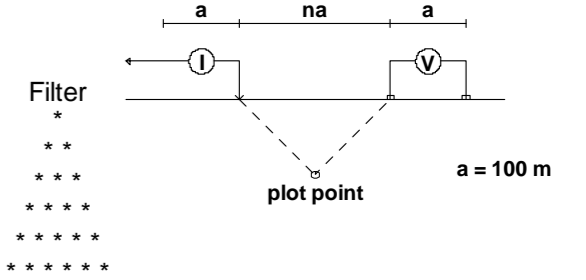 a na a
I V
Filter
*
* *
* * *
* * * *
* * * * *
* * * * * *
a = 100 m
plot point